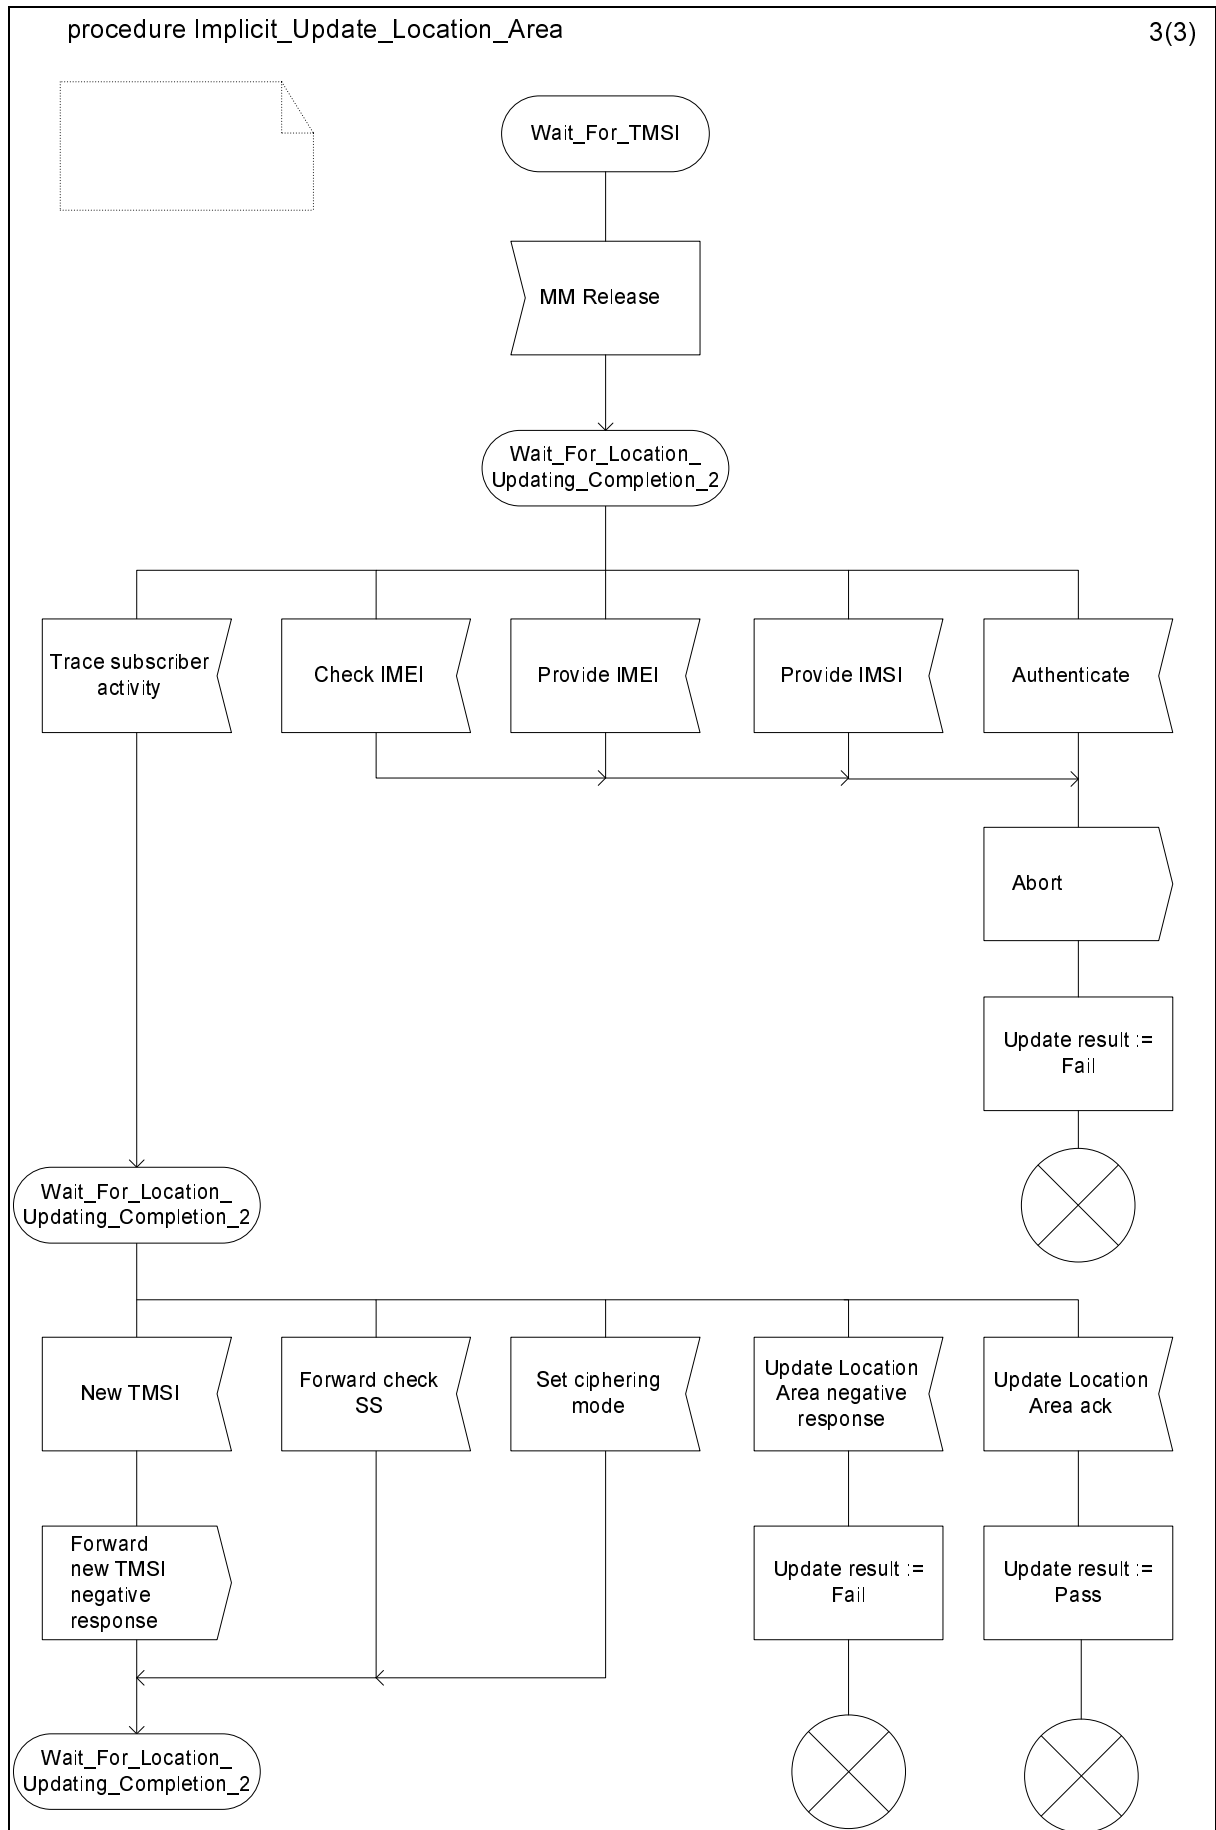 procedure Implicit_Update_Location_Area
3(3)
Wait_For_TMSI
MM Release
Wait_For_Location_
Updating_Completion_2
Trace subscriber
activity
Check IMEI
Provide IMEI
Provide IMSI
Authenticate
Abort
Update result :=
Fail
Wait_For_Location_
Updating_Completion_2
New TMSI
Forward check
SS
Set ciphering
mode
Update Location
Area negative
response
Update Location
Area ack
Forward
new TMSI
negative
response
Update result :=
Fail
Update result :=
Pass
Wait_For_Location_
Updating_Completion_2